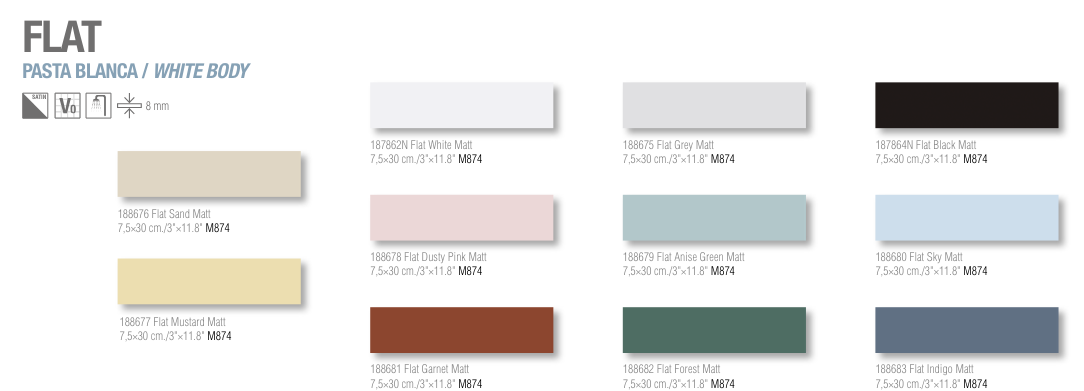 FLAT
PASTA BLANCA / WHITE BODY
SATIN
V0
8 mm
188676 Flat Sand Matt
7,5×30 cm./3"×11.8" M874
188677 Flat Mustard Matt
7,5×30 cm./3"×11.8" M874
187862N Flat White Matt
7,5×30 cm./3"×11.8" M874
188675 Flat Grey Matt
7,5×30 cm./3"×11.8" M874
187864N Flat Black Matt
7,5×30 cm./3"×11.8" M874
188678 Flat Dusty Pink Matt
7,5×30 cm./3"×11.8" M874
188679 Flat Anise Green Matt
7,5×30 cm./3"×11.8" M874
188680 Flat Sky Matt
7,5×30 cm./3"×11.8" M874
188681 Flat Garnet Matt
7,5×30 cm./3"×11.8" M874
188682 Flat Forest Matt
7,5×30 cm./3"×11.8" M874
188683 Flat Indigo Matt
7,5×30 cm./3"×11.8" M874